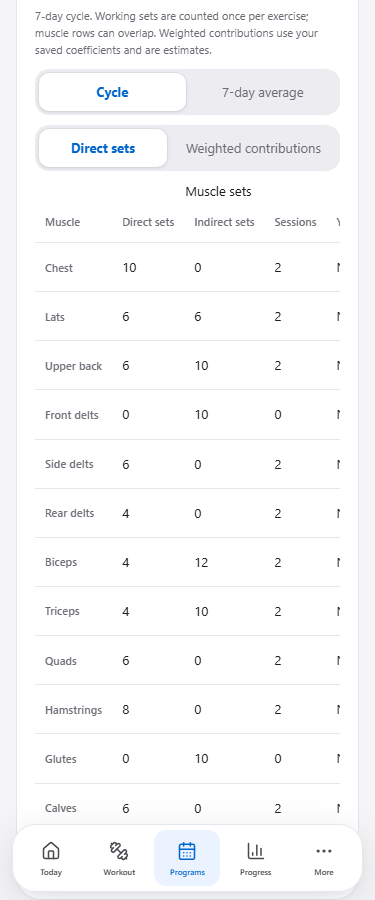 7-day cycle. Working sets are counted once per exercise;
muscle rows can overlap. Weighted contributions use your
saved coefficients and are estimates.
Cycle 7-day average
Direct sets Weighted contributions
Muscle sets
Muscle Direct sets Indirect sets Sessions
Chest 10 0 2
Lats 6 6 2
Upper back 6 10 2
Front delts 0 10 0
Side delts 6 0 2
Rear delts 4 0 2
Biceps 4 12 2
Triceps 4 10 2
Quads 6 0 2
Hamstrings 8 0 2
Glutes 0 10 0
Calves 6 0 2
Today Workout Programs Progress More